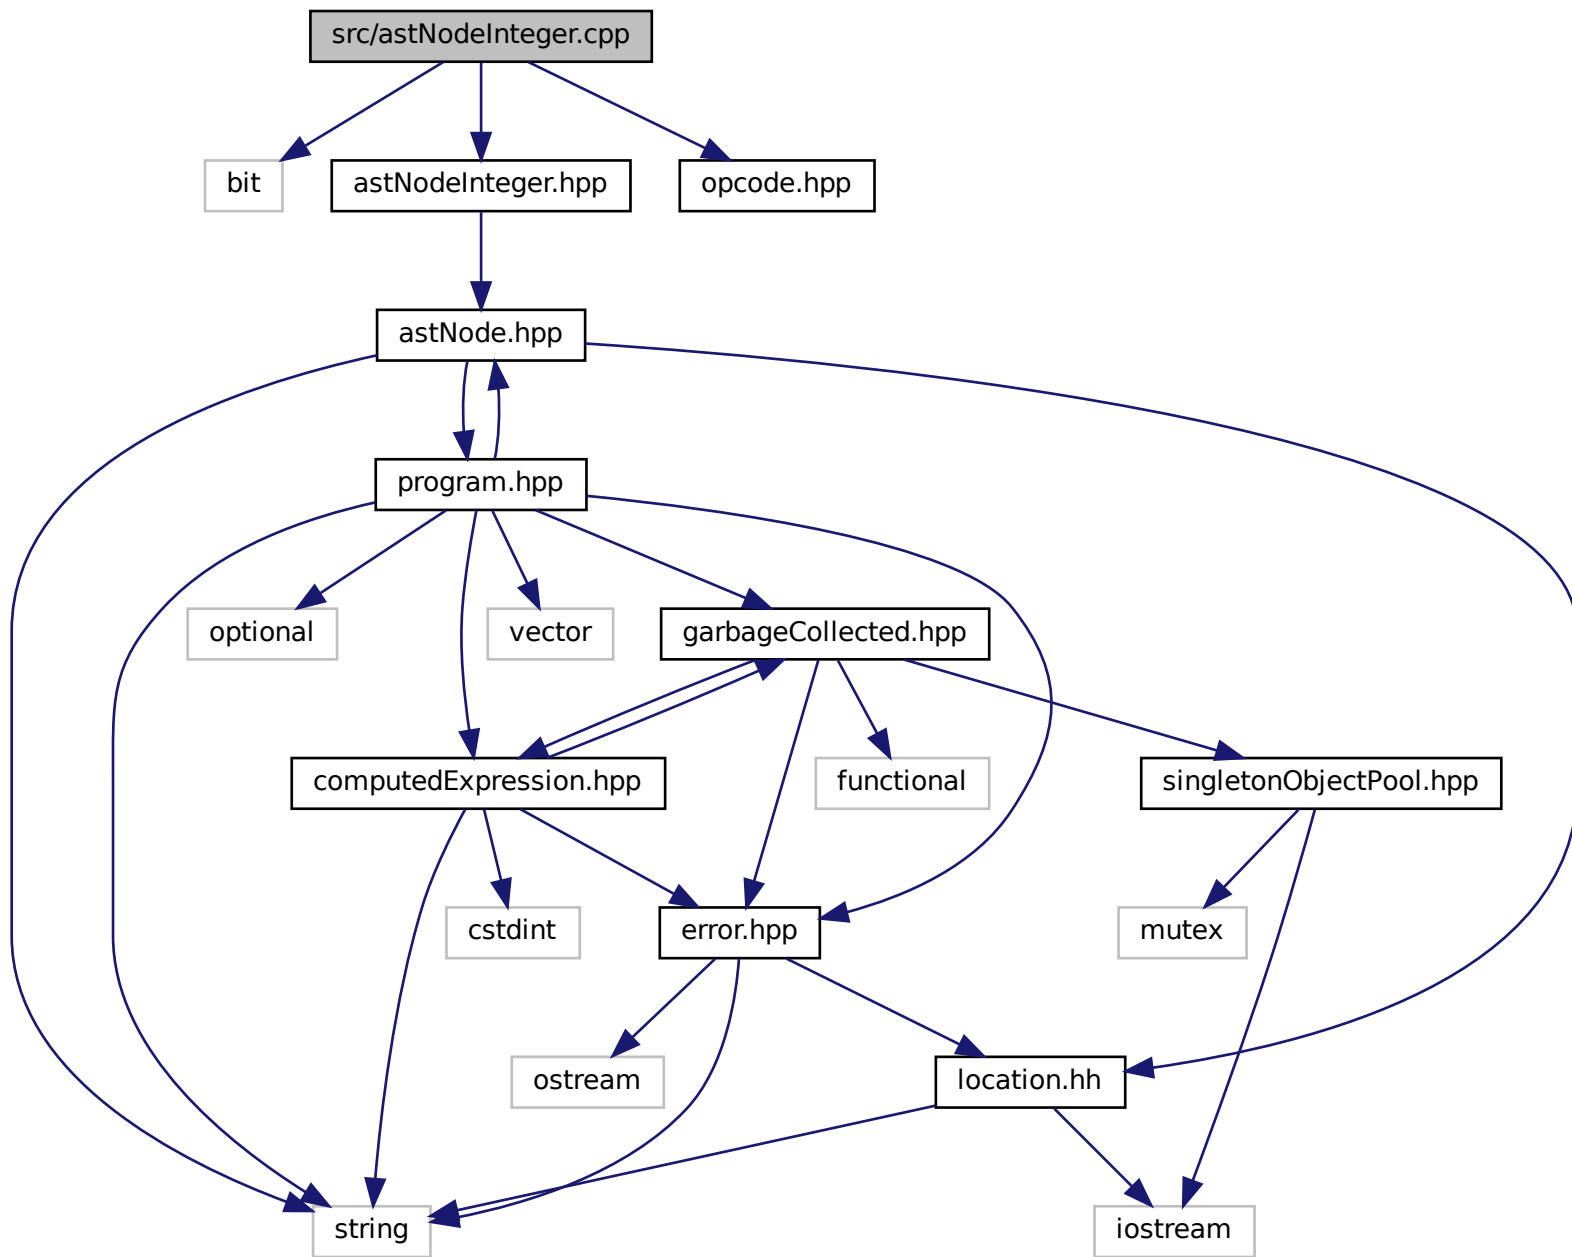 src/astNodeInteger.cpp
bit
astNodeInteger.hpp
opcode.hpp
astNode.hpp
program.hpp
optional
vector
garbageCollected.hpp
computedExpression.hpp
functional
singletonObjectPool.hpp
cstdint
error.hpp
mutex
ostream
location.hh
string
iostream